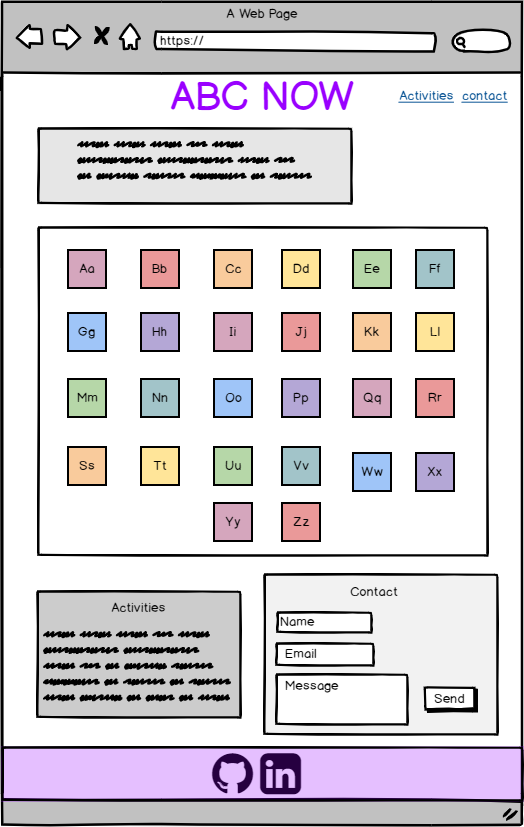 A Web Page
https://
ABC NOW
Activities contact
Aa Bb Cc Dd Ee Ff
Gg Hh Ii Jj Kk Ll
Mm Nn Oo Pp Qq Rr
Ss Tt Uu Vv Ww Xx
Yy Zz
Activities
Contact
Name
Email
Message
Send
in